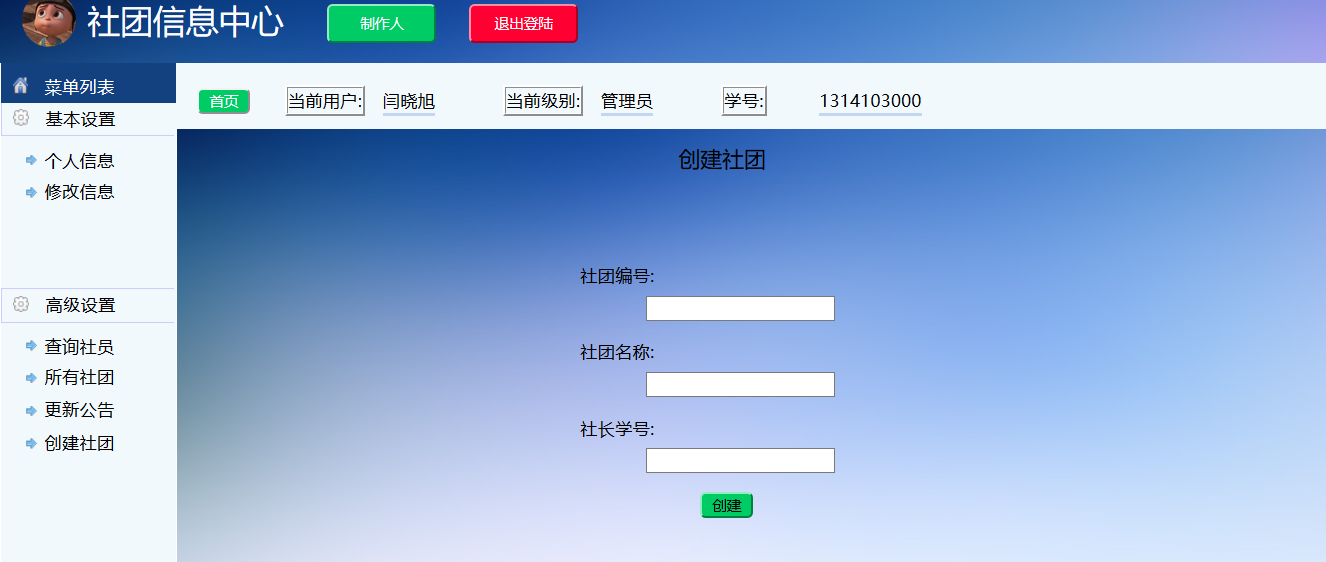 社团信息中心 制作人 退出登陆
菜单列表
首页 当前用户: 闫晓旭 当前级别: 管理员 学号: 1314103000
基本设置
个人信息
修改信息
高级设置
查询社员
所有社团
更新公告
创建社团
创建社团
社团编号:
社团名称:
社长学号:
创建